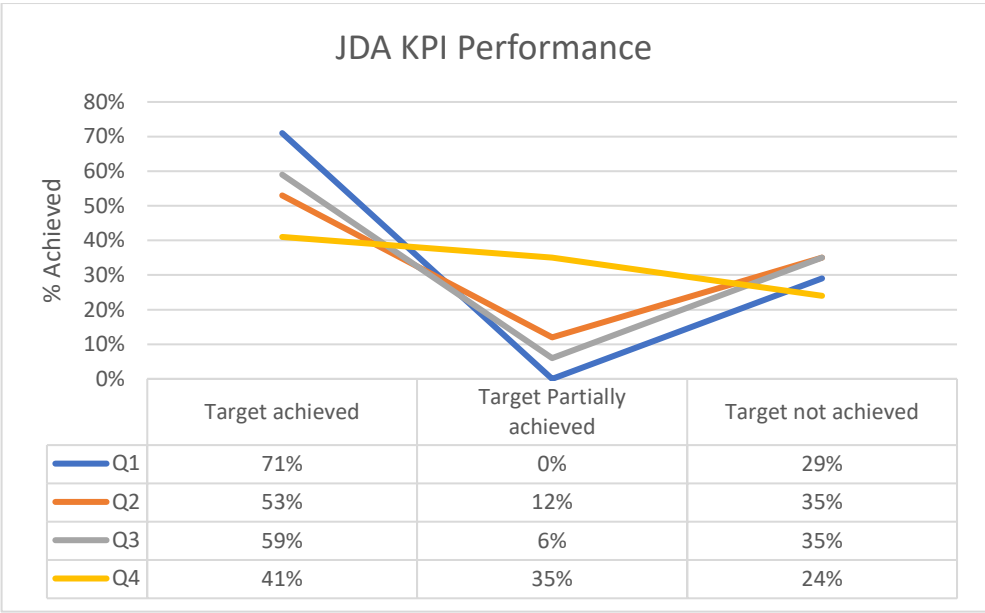 JDA KPI Performance
% Achieved
80%
70%
60%
50%
40%
30%
20%
10%
0%
Target achieved
Target Partially
achieved
Target not achieved
Q1 71% 0% 29%
Q2 53% 12% 35%
Q3 59% 6% 35%
Q4 41% 35% 24%